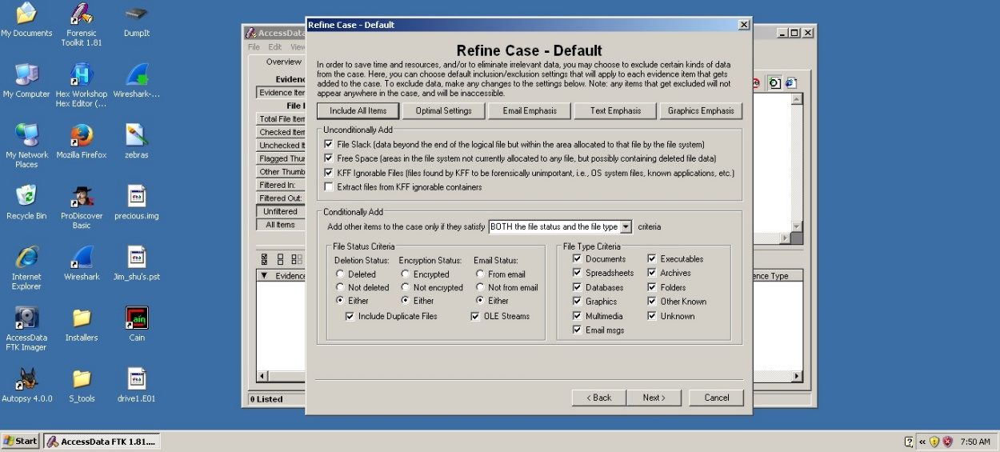 My Documents
Forensic
Toolkit 1.81
DumpIt
My Computer
Hex Workshop
Hex Editor (...
Wireshark-...
My Network
Places
Mozilla Firefox
zebras
Recycle Bin
ProDiscover
Basic
precious.img
Internet
Explorer
Wireshark
Jim_shu's.pst
AccessData
FTK Imager
Installers
Cain
Autopsy 4.0.0
S_tools
drive1.E01
AccessData
File Edit View
Overview
Evidenc
Evidence Item
File I
Total File Item
Checked Item
Unchecked It
Flagged Thum
Other Thumb
Filtered In:
Filtered Out:
Unfiltered
All Items
Evidence
ence Type
0 Listed
Refine Case - Default
Refine Case - Default
In order to save time and resources, and/or to eliminate irrelevant data, you may choose to exclude certain kinds of data
from the case. Here, you can choose default inclusion/exclusion settings that will apply to each evidence item that gets
added to the case. To exclude data, make any changes to the settings below. Note: any items that get excluded will not
appear anywhere in the case, and will be inaccessible.
Include All Items Optimal Settings Email Emphasis Text Emphasis Graphics Emphasis
Unconditionally Add
File Slack (data beyond the end of the logical file but within the area allocated to that file by the file system)
Free Space (areas in the file system not currently allocated to any file, but possibly containing deleted file data)
KFF Ignorable Files (files found by KFF to be forensically unimportant, i.e., OS system files, known applications, etc.)
Extract files from KFF ignorable containers
Conditionally Add
Add other items to the case only if they satisfy BOTH the file status and the file type criteria
File Status Criteria
Deletion Status: Encryption Status: Email Status:
Deleted Encrypted From email
Not deleted Not encrypted Not from email
Either Either Either
Include Duplicate Files OLE Streams
File Type Criteria
Documents Executables
Spreadsheets Archives
Databases Folders
Graphics Other Known
Multimedia Unknown
Email msgs
< Back Next > Cancel
Start AccessData FTK 1.81.... 7:50 AM